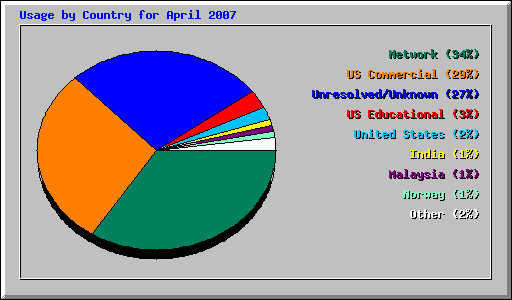 Usage by Country for April 2007
Network (34%)
US Commercial (29%)
Unresolved/Unknown (27%)
US Educational (3%)
United States (2%)
India (1%)
Malaysia (1%)
Norway (1%)
Other (2%)